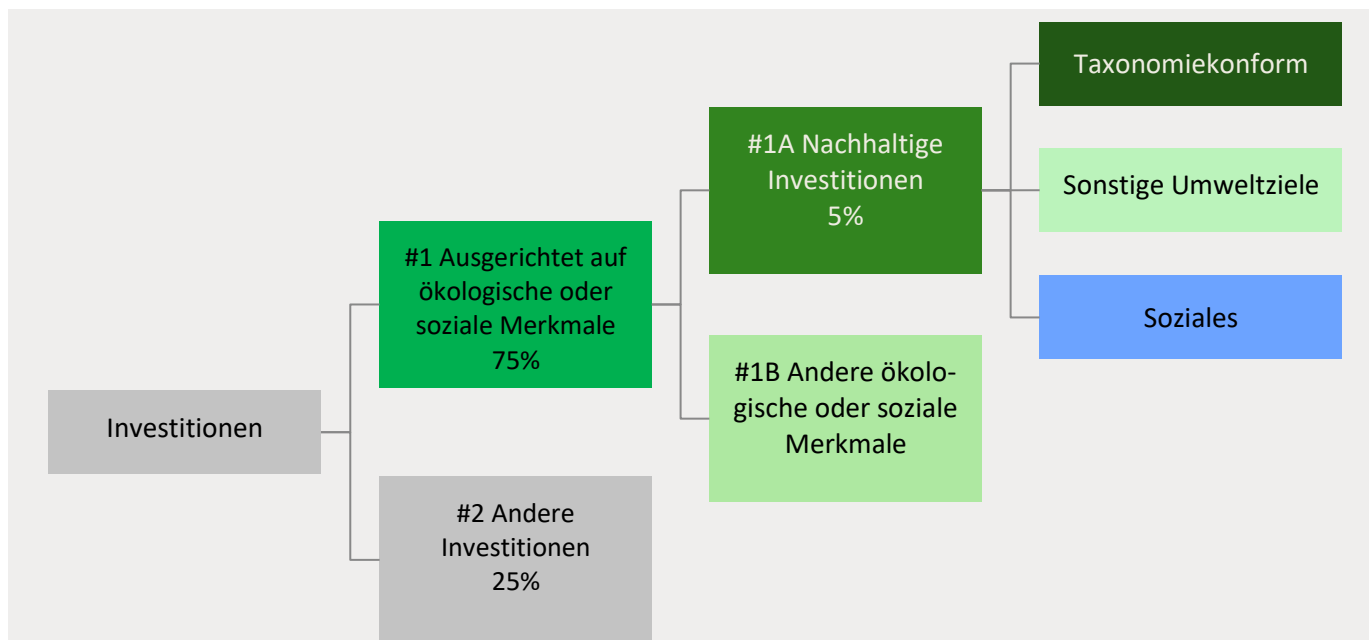 Taxonomiekonform
#1A Nachhaltige
Investitionen
5%
Sonstige Umweltziele
#1 Ausgerichtet auf
ökologische oder
soziale Merkmale
75%
Soziales
#1B Andere ökolo-
gische oder soziale
Merkmale
Investitionen
#2 Andere
Investitionen
25%